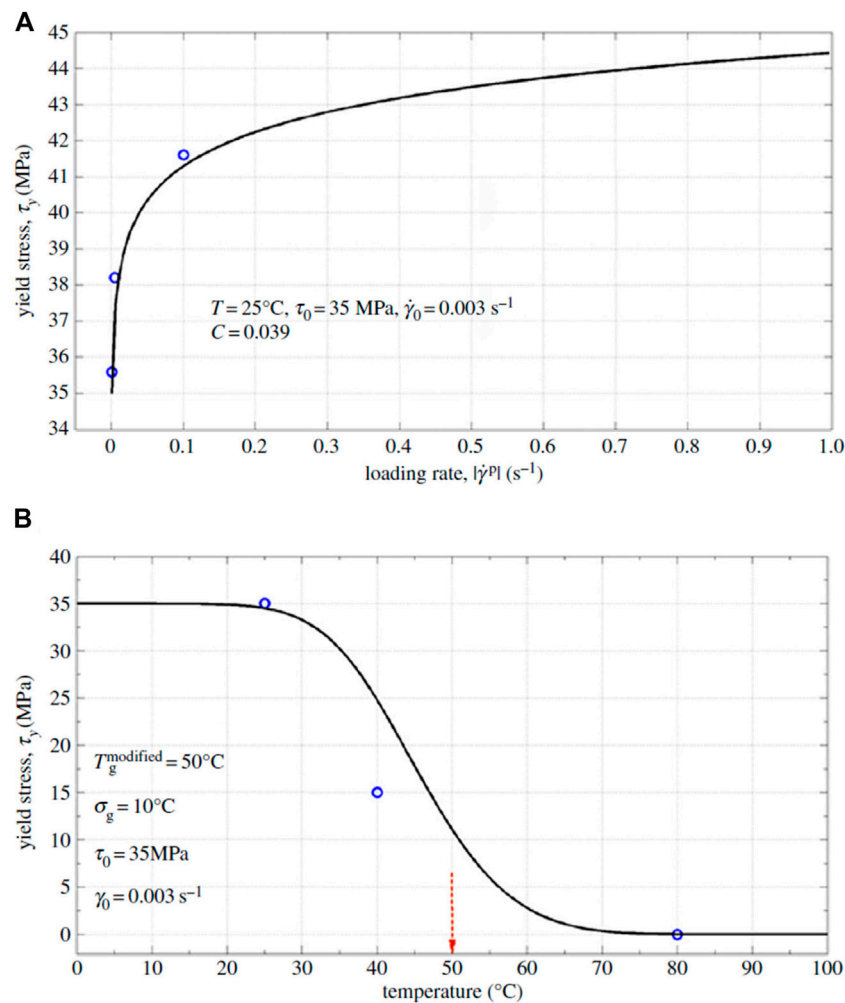 A
45
44
43
42
41
40
39
38
37
36
35
34
yield stress, τy (MPa)
T = 25°C, τ0 = 35 MPa, γ̇0 = 0.003 s−1
C = 0.039
0 0.1 0.2 0.3 0.4 0.5 0.6 0.7 0.8 0.9 1.0
loading rate, |γ̇p| (s−1)
B
40
35
30
25
20
15
10
5
0
yield stress, τy (MPa)
Tgmodified = 50°C
σg = 10°C
τ0 = 35MPa
γ0 = 0.003 s−1
0 10 20 30 40 50 60 70 80 90 100
temperature (°C)